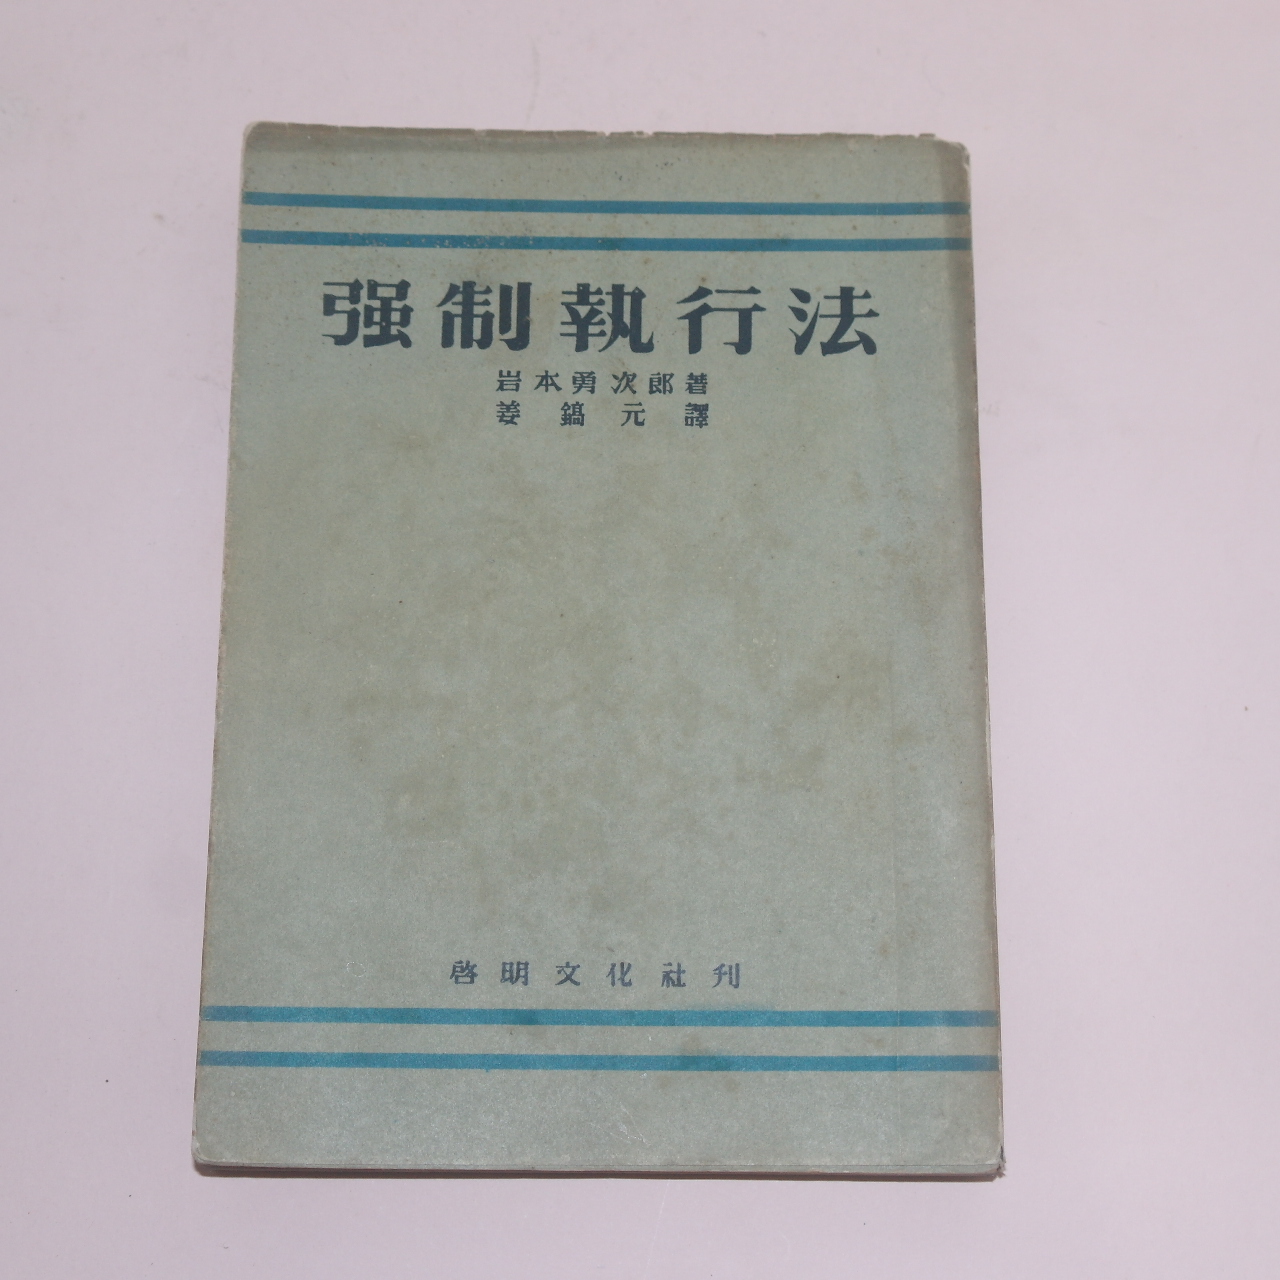 强制執行法
岩本勇次郎著
姜鎬元譯
啓明文化社刊